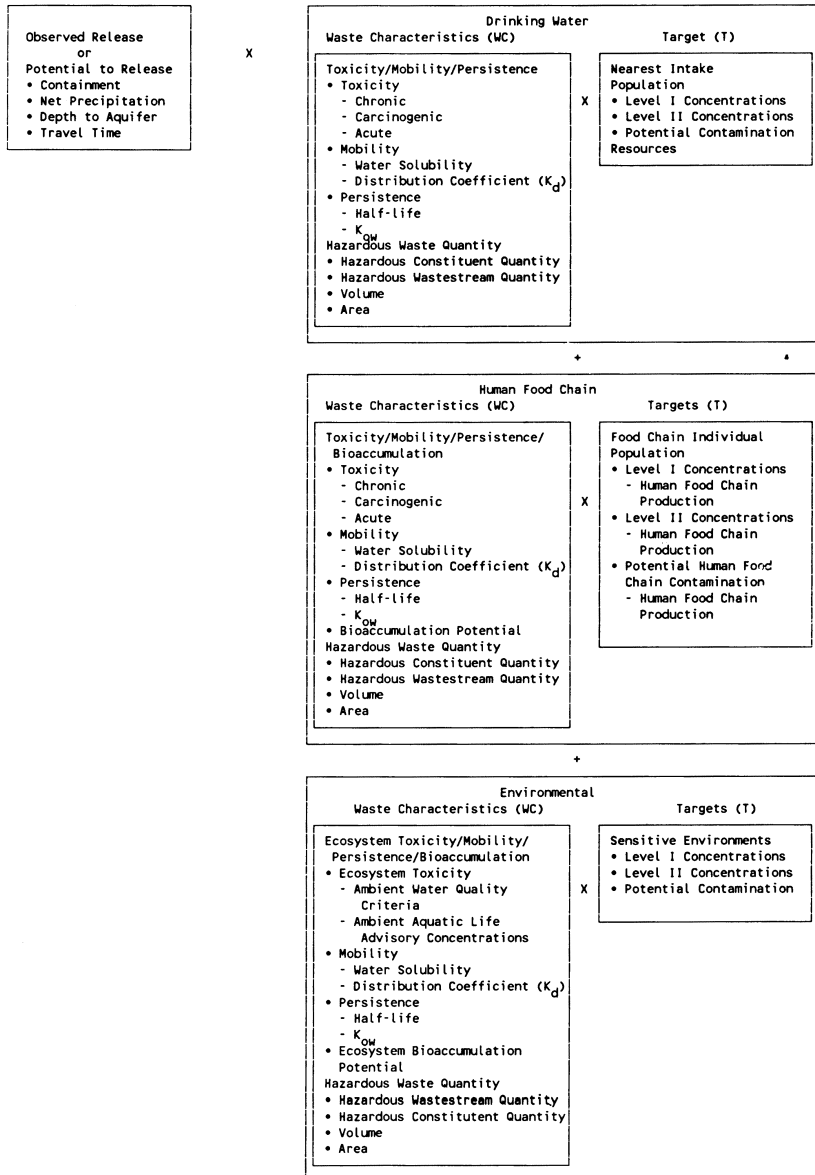 Observed Release
or
Potential to Release
• Containment
• Net Precipitation
• Depth to Aquifer
• Travel Time
X
Drinking Water
Waste Characteristics (WC)
Target (T)
Toxicity/Mobility/Persistence
• Toxicity
- Chronic
- Carcinogenic
- Acute
• Mobility
- Water Solubility
- Distribution Coefficient (Kd)
• Persistence
- Half-life
- Kow
Hazardous Waste Quantity
• Hazardous Constituent Quantity
• Hazardous Wastestream Quantity
• Volume
• Area
X
Nearest Intake
Population
• Level I Concentrations
• Level II Concentrations
• Potential Contamination
Resources
+
Human Food Chain
Waste Characteristics (WC)
Targets (T)
Toxicity/Mobility/Persistence/
Bioaccumulation
• Toxicity
- Chronic
- Carcinogenic
- Acute
• Mobility
- Water Solubility
- Distribution Coefficient (Kd)
• Persistence
- Half-life
- Kow
• Bioaccumulation Potential
Hazardous Waste Quantity
• Hazardous Constituent Quantity
• Hazardous Wastestream Quantity
• Volume
• Area
X
Food Chain Individual
Population
• Level I Concentrations
- Human Food Chain
Production
• Level II Concentrations
- Human Food Chain
Production
• Potential Human Food
Chain Contamination
- Human Food Chain
Production
+
Environmental
Waste Characteristics (WC)
Targets (T)
Ecosystem Toxicity/Mobility/
Persistence/Bioaccumulation
• Ecosystem Toxicity
- Ambient Water Quality
Criteria
- Ambient Aquatic Life
Advisory Concentrations
• Mobility
- Water Solubility
- Distribution Coefficient (Kd)
• Persistence
- Half-life
- Kow
• Ecosystem Bioaccumulation
Potential
Hazardous Waste Quantity
• Hazardous Wastestream Quantity
• Hazardous Constitutent Quantity
• Volume
• Area
X
Sensitive Environments
• Level I Concentrations
• Level II Concentrations
• Potential Contamination